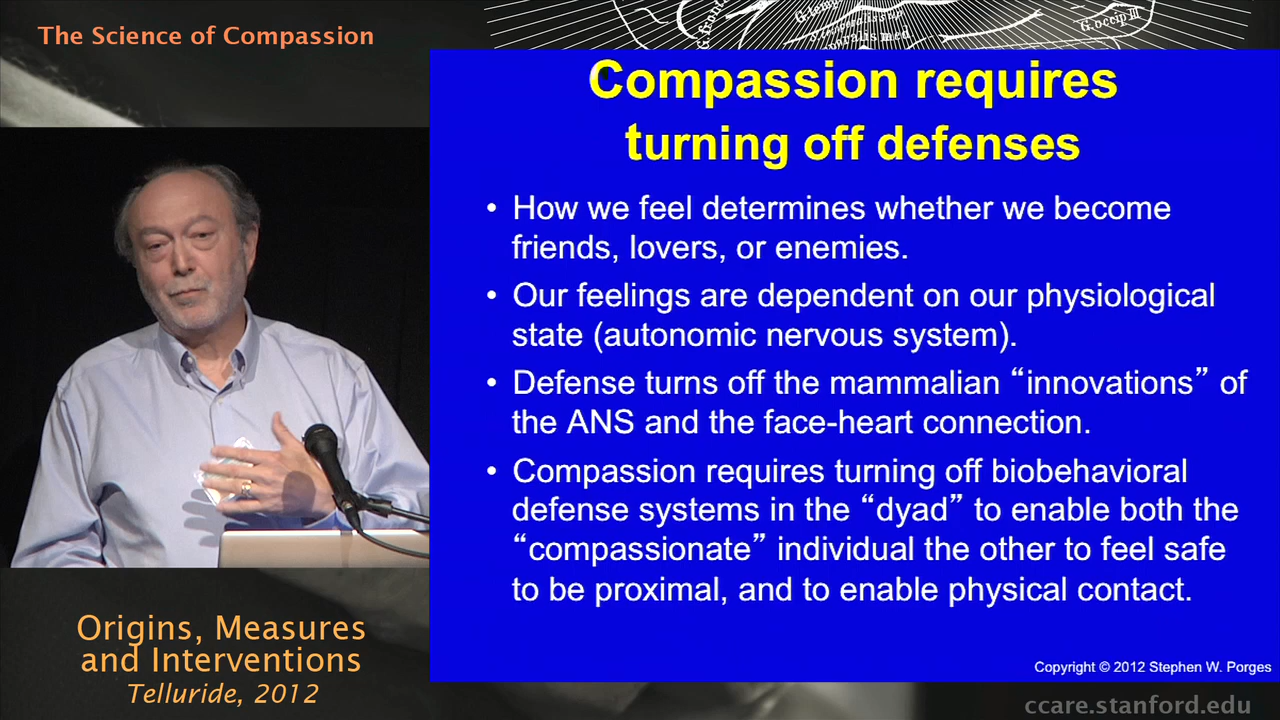 The Science of Compassion
G. occip III
Compassion requires
turning off defenses
• How we feel determines whether we become
friends, lovers, or enemies.
• Our feelings are dependent on our physiological
state (autonomic nervous system).
• Defense turns off the mammalian “innovations” of
the ANS and the face-heart connection.
• Compassion requires turning off biobehavioral
defense systems in the “dyad” to enable both the
“compassionate” individual the other to feel safe
to be proximal, and to enable physical contact.
Copyright © 2012 Stephen W. Porges
Origins, Measures
and Interventions
Telluride, 2012
ccare.stanford.edu